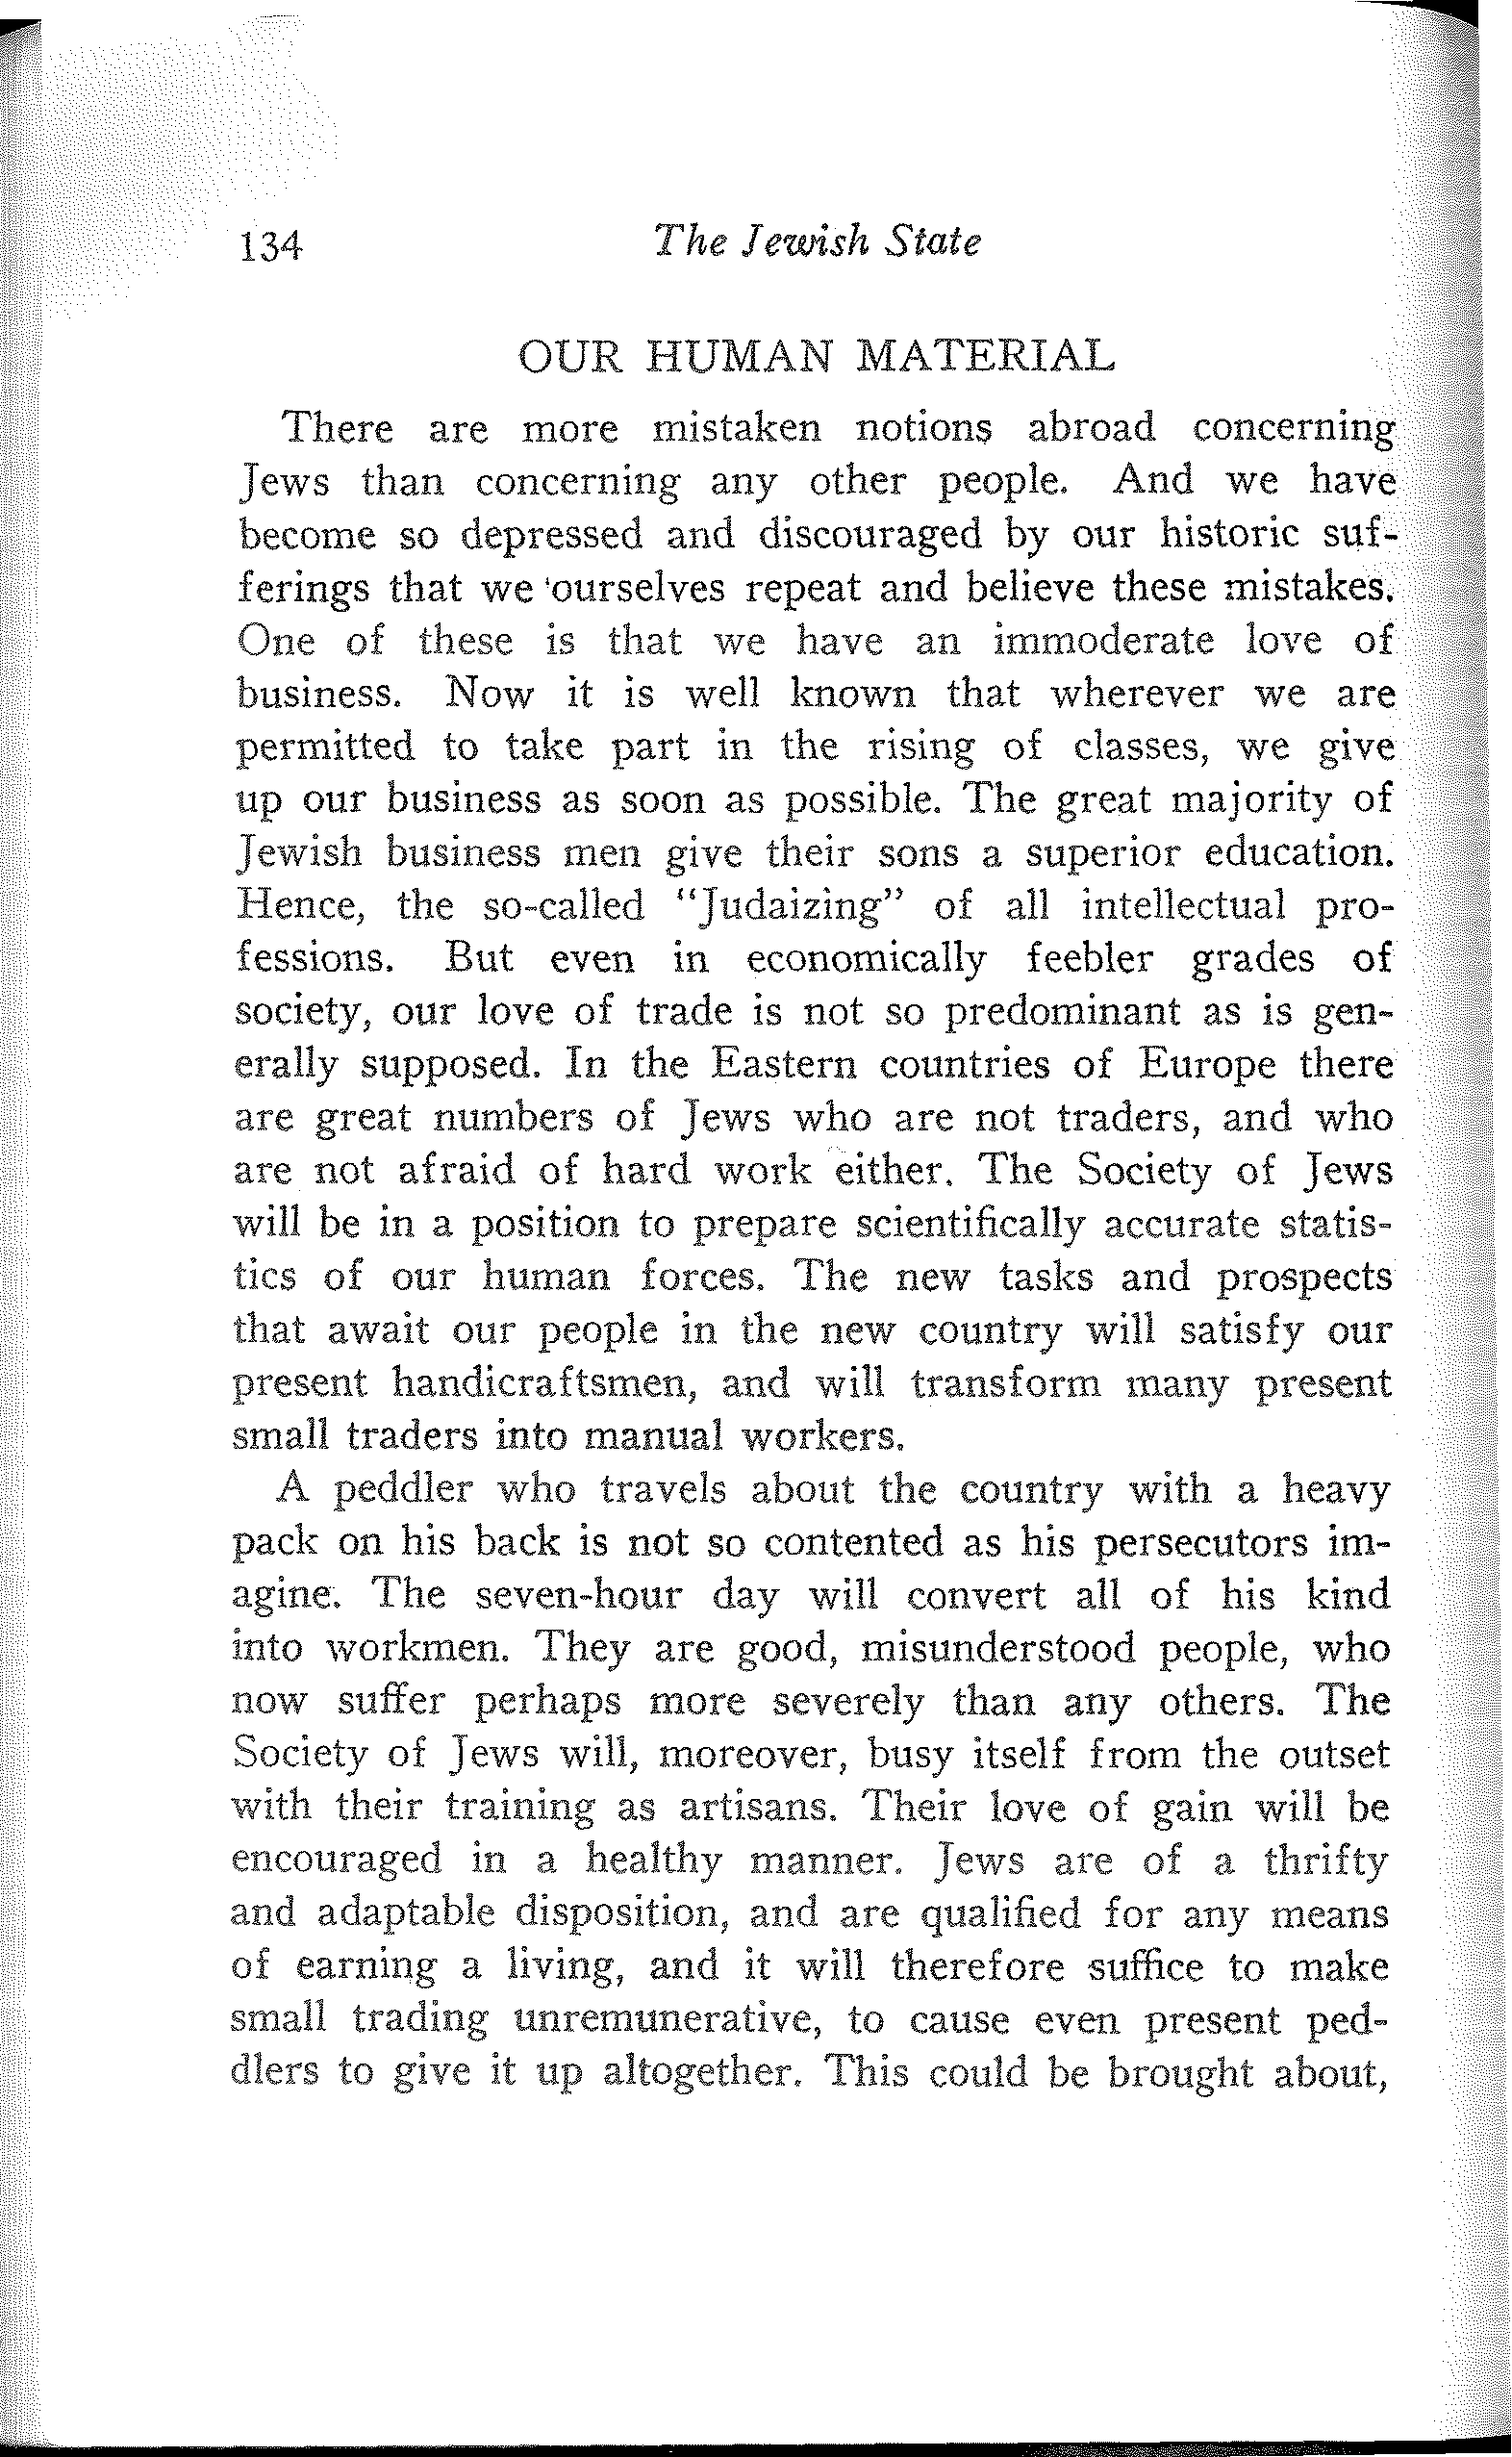 134 The Jewish State
OUR HUMAN MATERIAL
There are more mistaken notions abroad concerning
Jews than concerning any other people. And we have
become so depressed and discouraged by our historic suf-
ferings that we 'ourselves repeat and believe these mistakes.
One of these is that we have an immoderate love of
business. Now it is well known that wherever we are
permitted to take part in the rising of classes, we give
up our business as soon as possible. The great majority of
Jewish business men give their sons a superior education.
Hence, the so-called "Judaizing" of all intellectual pro-
fessions. But even in economically feebler grades of
society, our love of trade is not so predominant as is gen-
erally supposed. In the Eastern countries of Europe there
are great numbers of Jews who are not traders, and who
are not afraid of hard work either. The Society of Jews
will be in a position to prepare scientifically accurate statis-
tics of our human forces. The new tasks and prospects
that await our people in the new country will satisfy our
present handicraftsmen, and will transform many present
small traders into manual workers.
A peddler who travels about the country with a heavy
pack on his back is not so contented as his persecutors im-
agine. The seven-hour day will convert all of his kind
into workmen. They are good, misunderstood people, who
now suffer perhaps more severely than any others. The
Society of Jews will, moreover, busy itself from the outset
with their training as artisans. Their love of gain will be
encouraged in a healthy manner. Jews are of a thrifty
and adaptable disposition, and are qualified for any means
of earning a living, and it will therefore suffice to make
small trading unremunerative, to cause even present ped-
dlers to give it up altogether. This could be brought about,